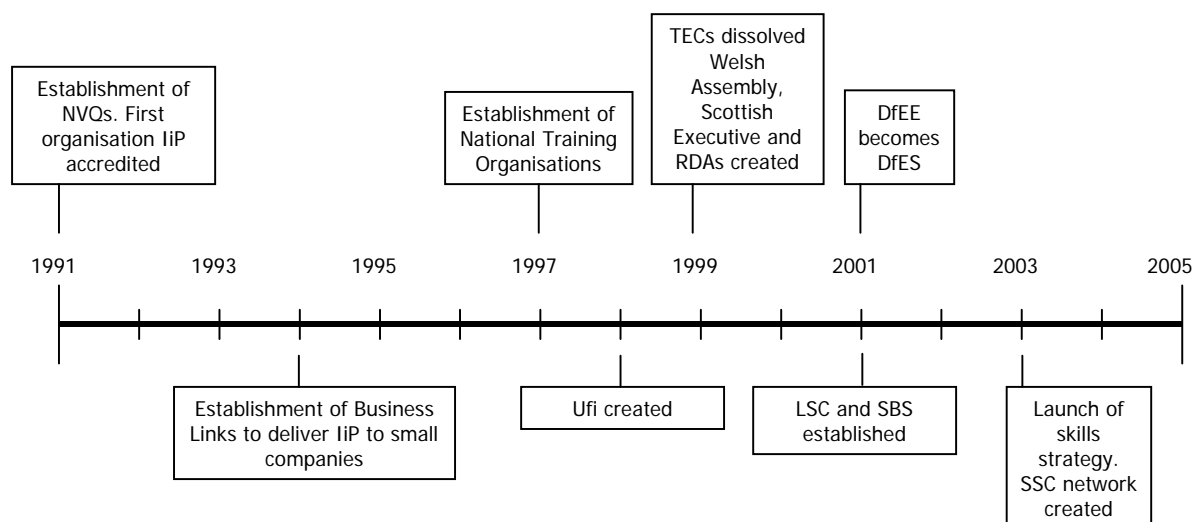 Establishment of
NVQs. First
organisation IiP
accredited
Establishment of
National Training
Organisations
TECs dissolved
Welsh
Assembly,
Scottish
Executive and
RDAs created
DfEE
becomes
DfES
1991
1993
1995
1997
1999
2001
2003
2005
Establishment of Business
Links to deliver IiP to small
companies
Ufi created
LSC and SBS
established
Launch of
skills
strategy.
SSC network
created